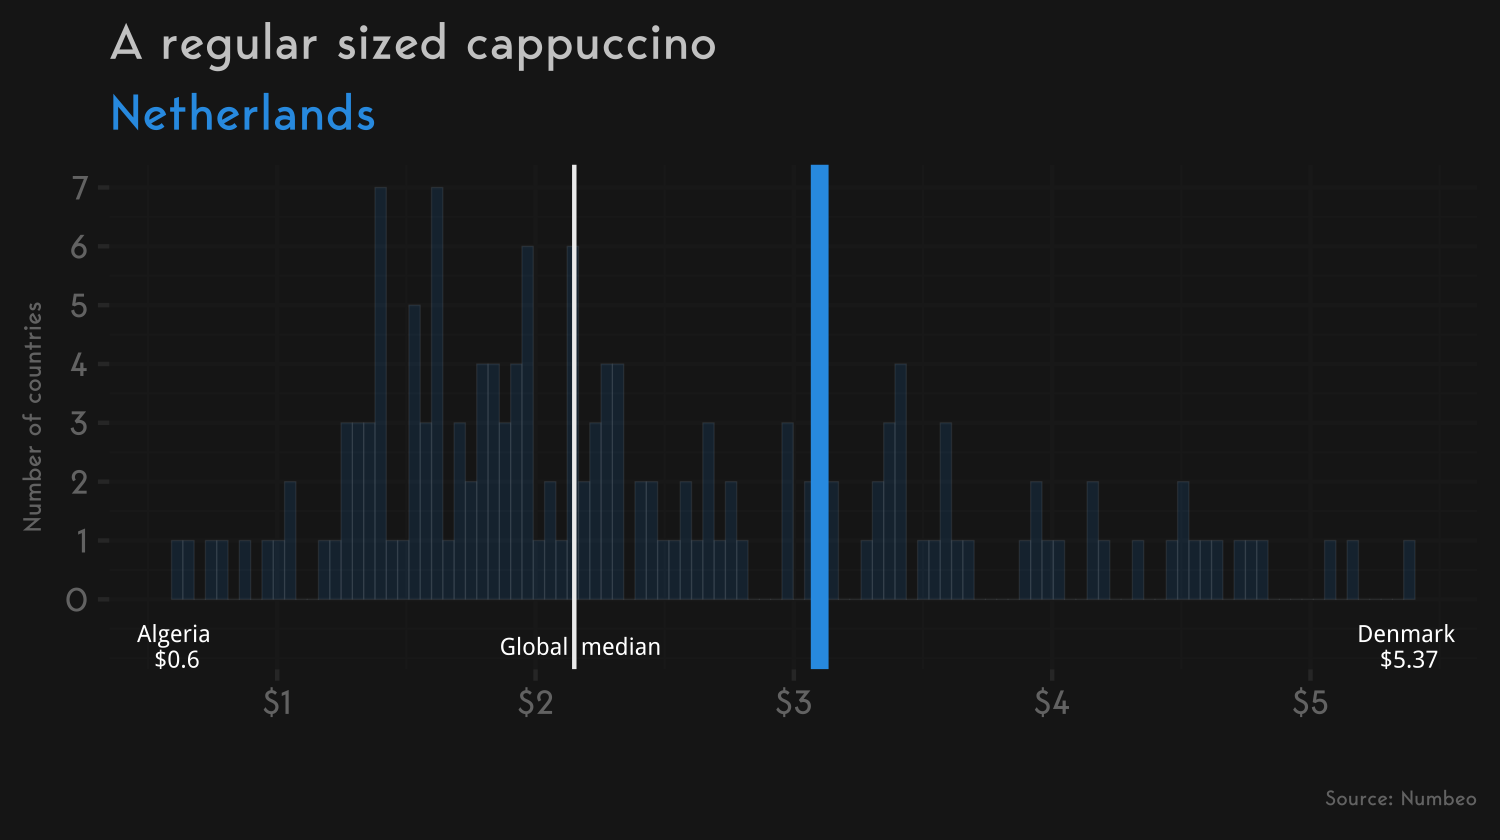 A regular sized cappuccino
Netherlands
Number of countries
7
6
5
4
3
2
1
0
Algeria
$0.6
Global median
Denmark
$5.37
$1 $2 $3 $4 $5
Source: Numbeo